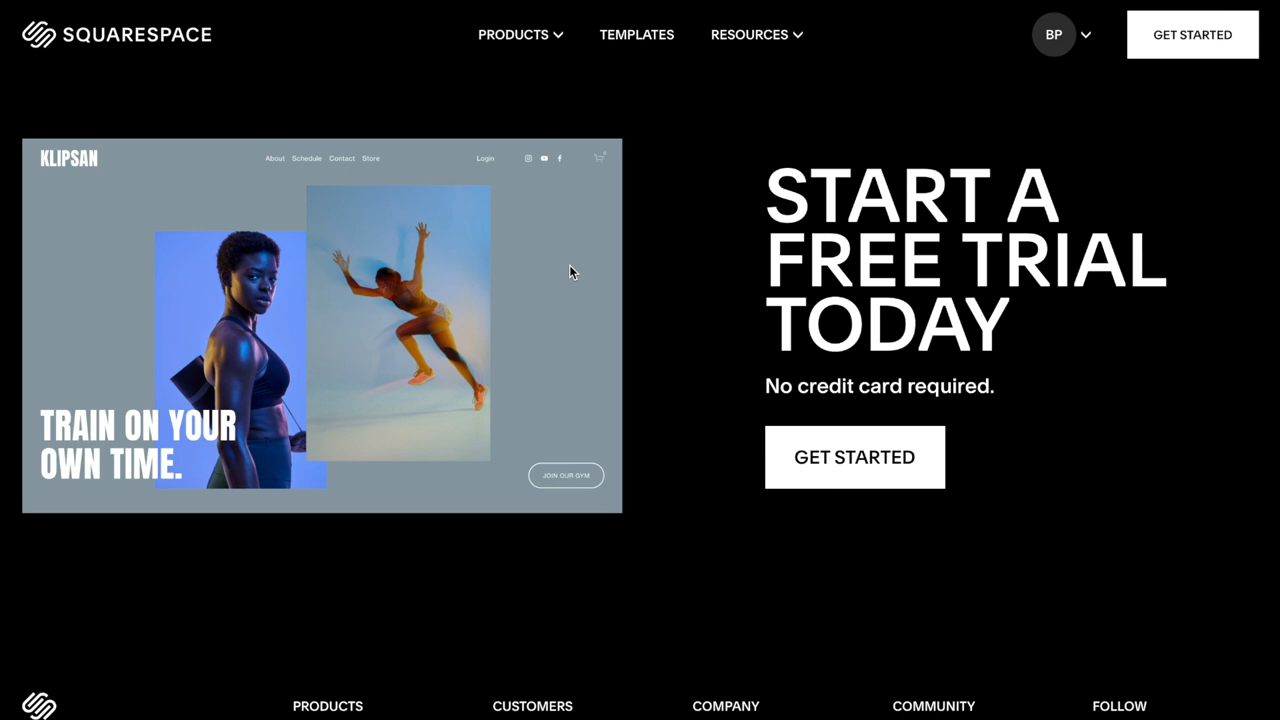 SQUARESPACE
PRODUCTS
TEMPLATES
RESOURCES
BP
GET STARTED
KLIPSAN
About
Schedule
Contact
Store
Login
0
TRAIN ON YOUR
OWN TIME.
JOIN OUR GYM
START A
FREE TRIAL
TODAY
No credit card required.
GET STARTED
PRODUCTS
CUSTOMERS
COMPANY
COMMUNITY
FOLLOW